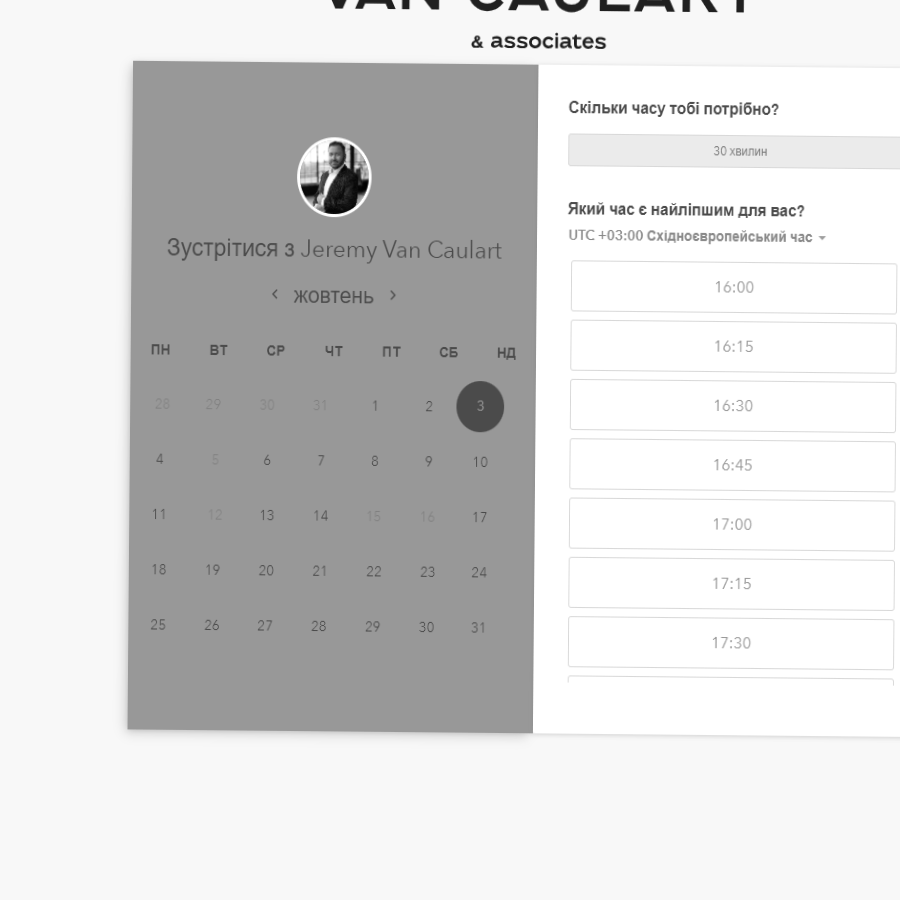 VAN CAULART
& associates
Зустрітися з Jeremy Van Caulart
‹ жовтень ›
ПН ВТ СР ЧТ ПТ СБ НД
28 29 30 31 1 2 3
4 5 6 7 8 9 10
11 12 13 14 15 16 17
18 19 20 21 22 23 24
25 26 27 28 29 30 31
Скільки часу тобі потрібно?
30 хвилин
Який час є найліпшим для вас?
UTC +03:00 Східноєвропейський час
16:00
16:15
16:30
16:45
17:00
17:15
17:30